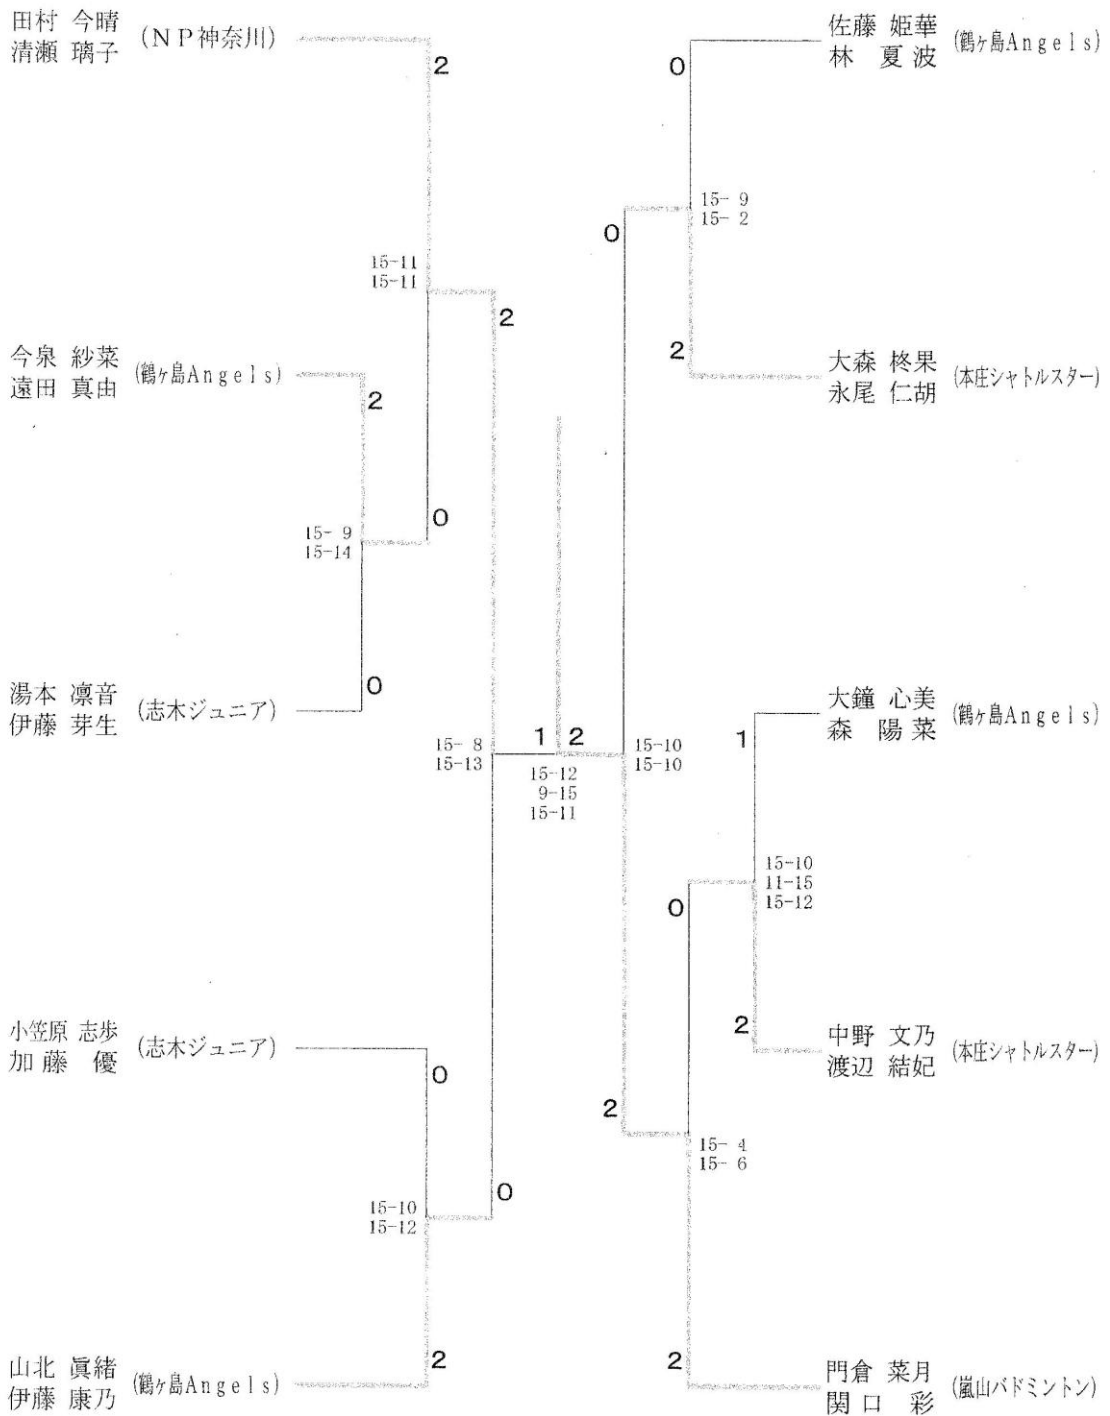 田村 今晴
清瀬 璃子 (ＮＰ神奈川)
2
15-11
15-11
2
今泉 紗菜
遠田 真由 (鶴ヶ島Angels)
2
0
15- 9
15-14
湯本 凛音
伊藤 芽生 (志木ジュニア)
0
15- 8
15-13
1 2
15-12
9-15
15-11
小笠原 志歩
加藤 優 (志木ジュニア)
0
0
15-10
15-12
山北 眞緒
伊藤 康乃 (鶴ヶ島Angels)
2
佐藤 姫華
林 夏波 (鶴ヶ島Angels)
0
15- 9
15- 2
0
2
大森 柊果
永尾 仁胡 (本庄シャトルスター)
15-10
15-10
大鐘 心美
森 陽菜 (鶴ヶ島Angels)
1
15-10
11-15
15-12
0
2
中野 文乃
渡辺 結妃 (本庄シャトルスター)
2
15- 4
15- 6
2
門倉 菜月
関口 彩 (嵐山バドミントン)